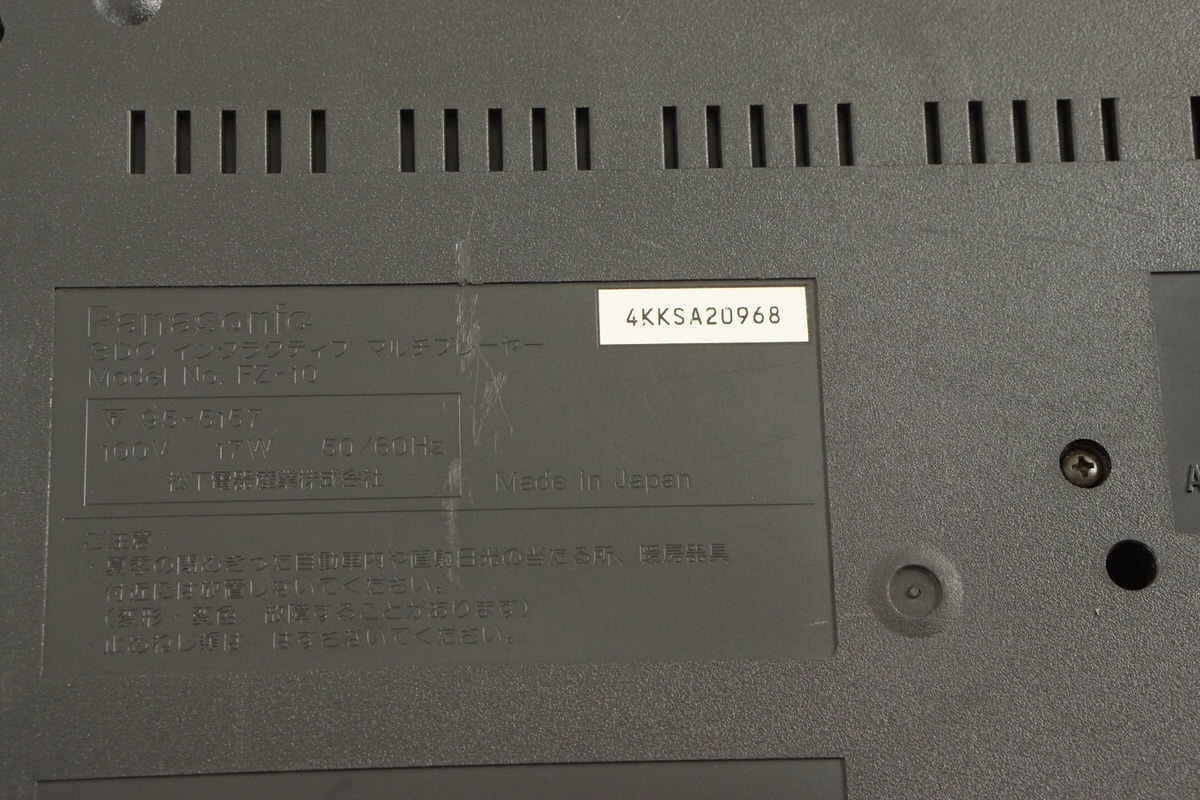 Panasonic
4KKSA20968
3DO インタラクティブ マルチプレーヤー
Model No. FZ-10
95-5157
100V 17W 50/60Hz
松下電器産業株式会社
Made in Japan
ご注意:
・夏季の閉めきった自動車内や直射日光の当たる所、暖房器具
付近には放置しないでください。
(変形・変色、故障することがあります)
・止めねじ類は、はずさないでください。
A